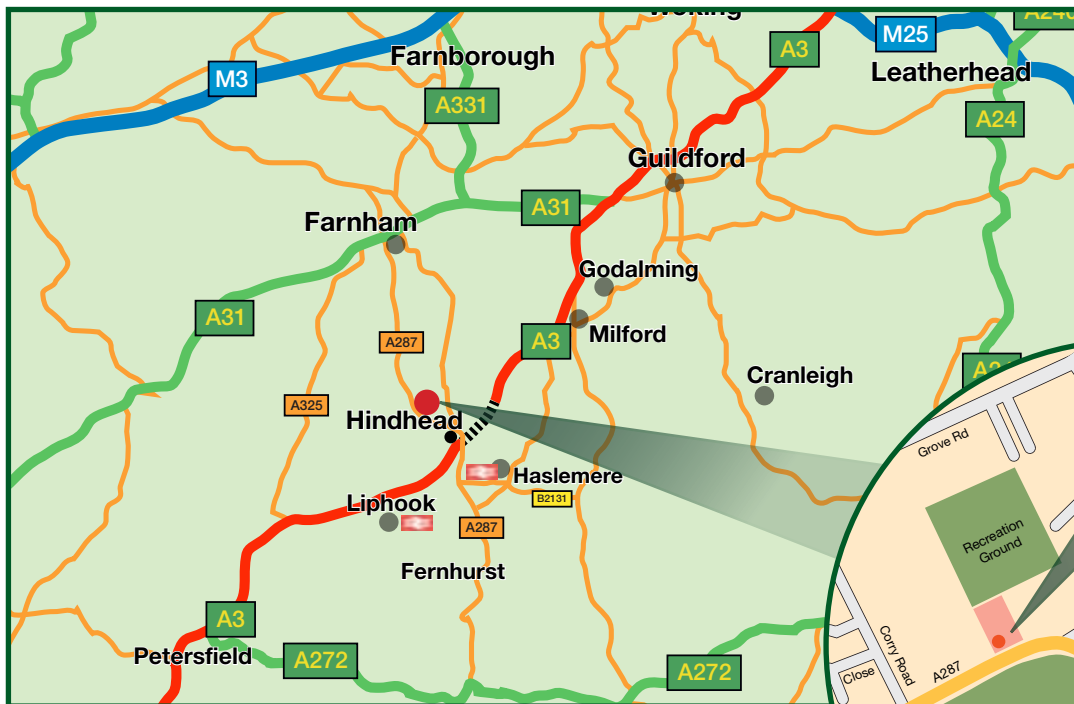 Woking
A24
M25
A3
Farnborough
Leatherhead
M3
A331
A24
Guildford
A31
Farnham
Godalming
A31
Milford
A3
A287
Cranleigh
A325
Hindhead
Grove Rd
Haslemere
B2131
Liphook
A287
Recreation
Ground
Fernhurst
A3
Petersfield
A272
A272
Corry Road
Close
A287